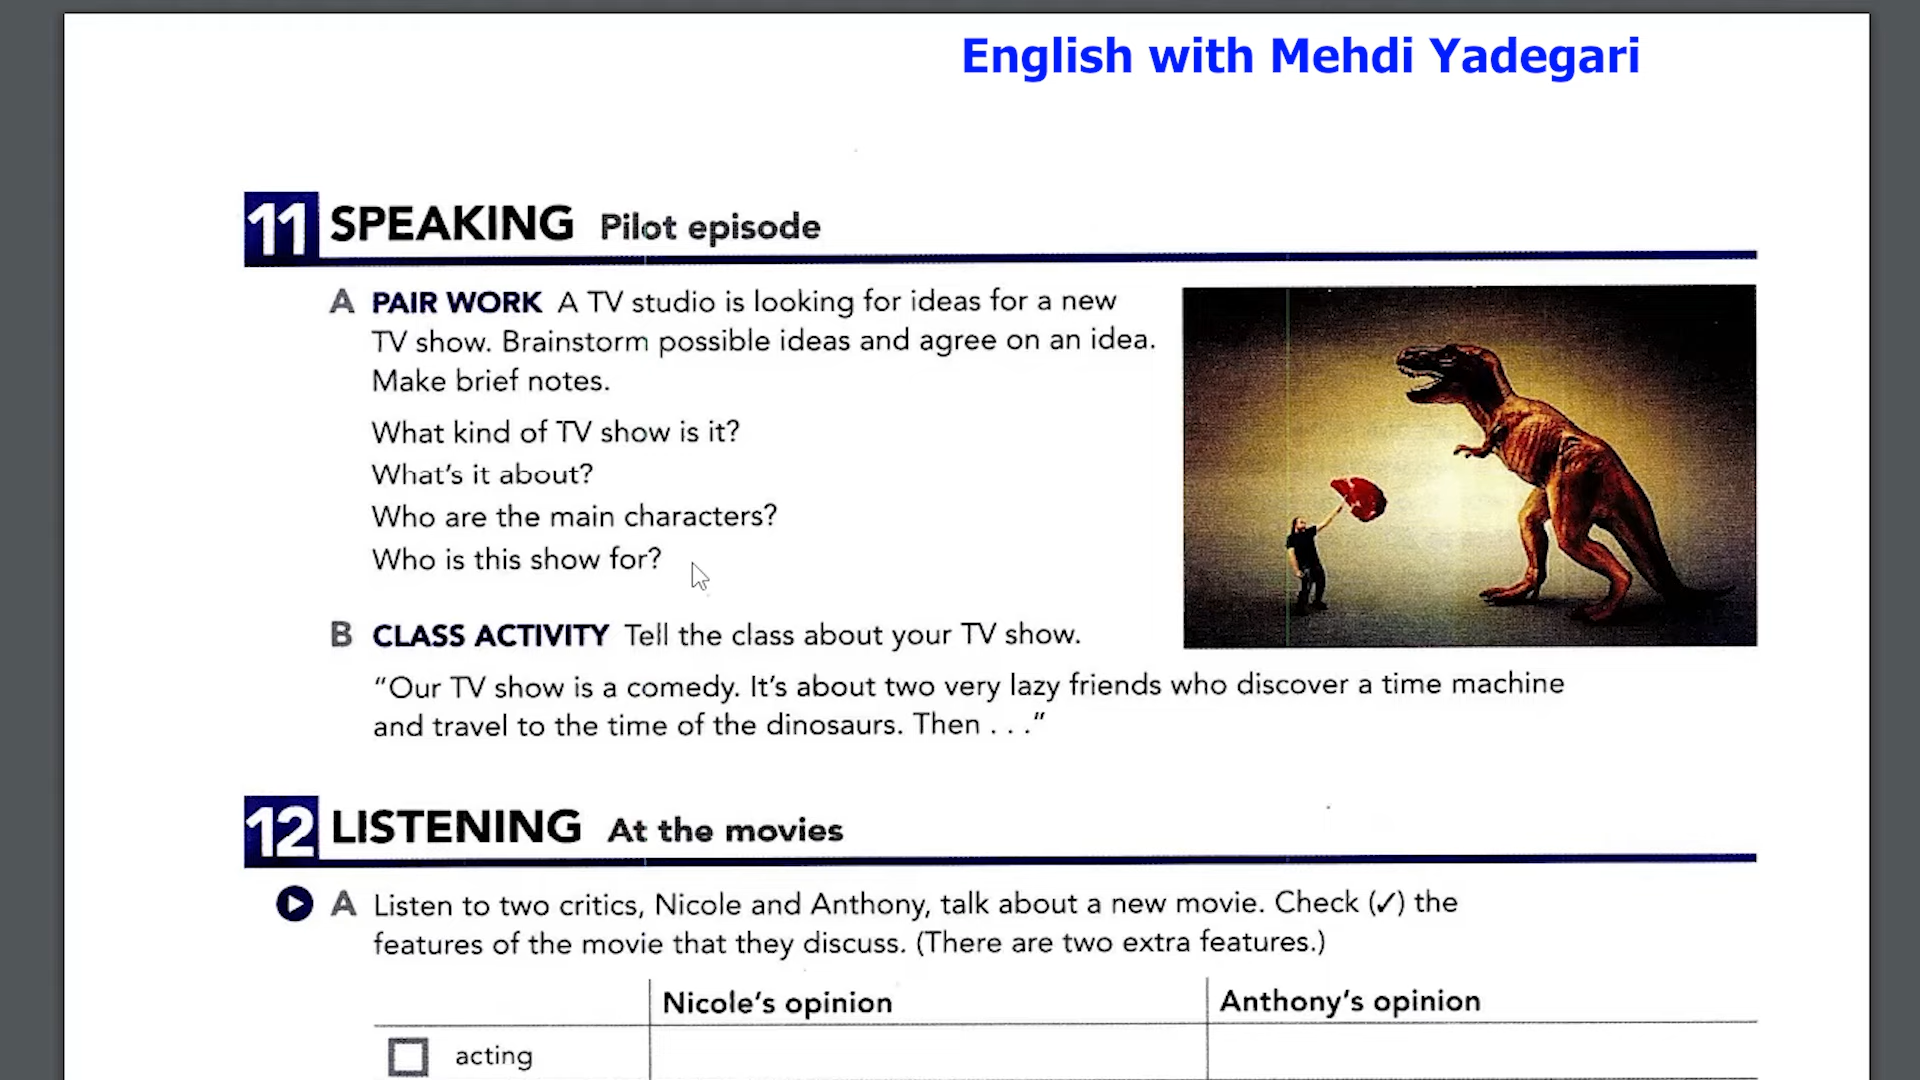 English with Mehdi Yadegari
11 SPEAKING Pilot episode
A PAIR WORK A TV studio is looking for ideas for a new
TV show. Brainstorm possible ideas and agree on an idea.
Make brief notes.
What kind of TV show is it?
What's it about?
Who are the main characters?
Who is this show for?
B CLASS ACTIVITY Tell the class about your TV show.
"Our TV show is a comedy. It's about two very lazy friends who discover a time machine
and travel to the time of the dinosaurs. Then . . ."
12 LISTENING At the movies
A Listen to two critics, Nicole and Anthony, talk about a new movie. Check (✓) the
features of the movie that they discuss. (There are two extra features.)
Nicole's opinion Anthony's opinion
acting